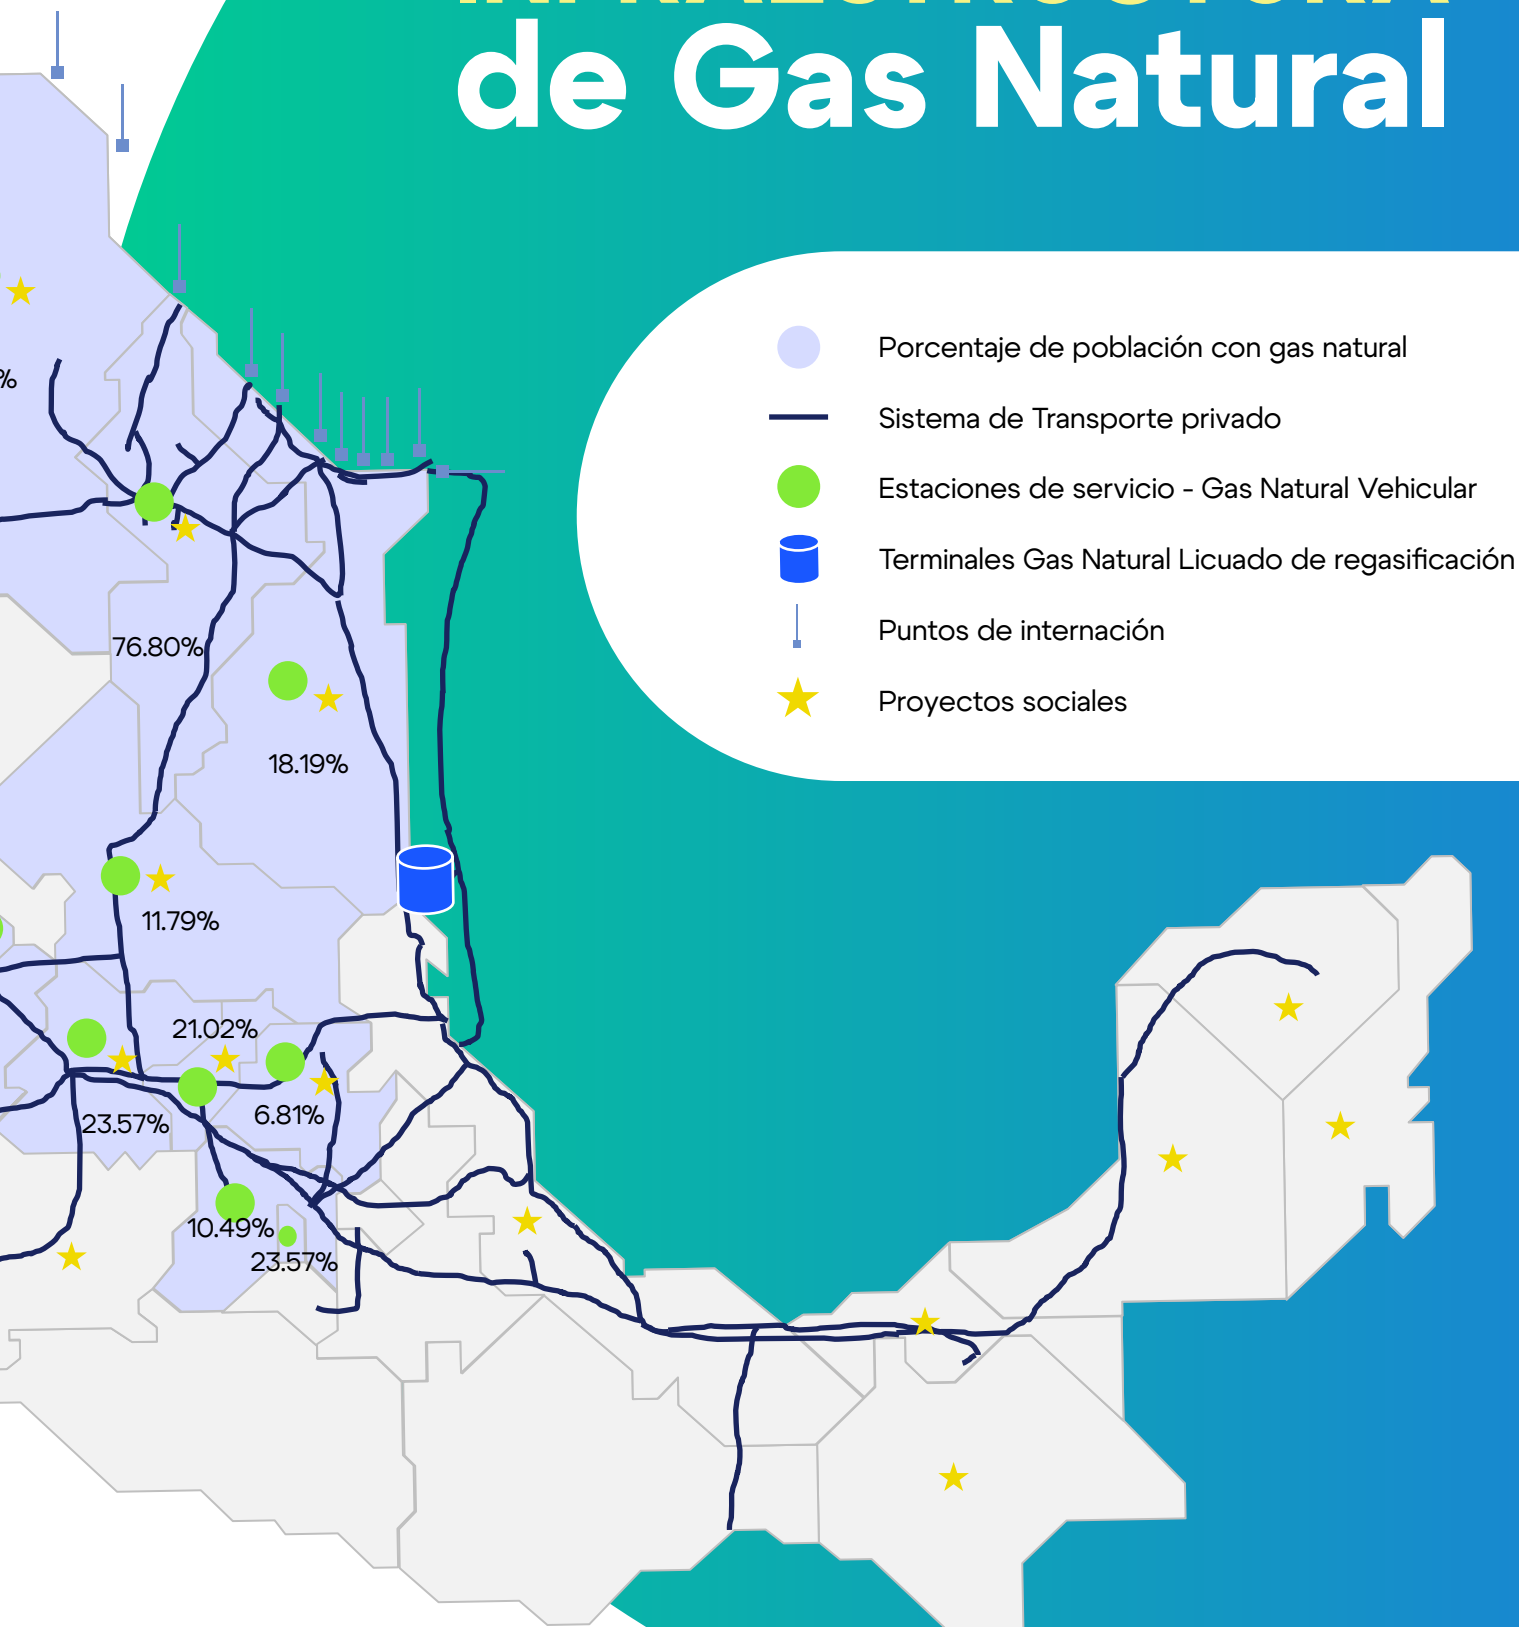 INFRAESTRUCTURA
de Gas Natural
Porcentaje de población con gas natural
Sistema de Transporte privado
Estaciones de servicio - Gas Natural Vehicular
Terminales Gas Natural Licuado de regasificación
Puntos de internación
Proyectos sociales
%
76.80%
18.19%
11.79%
21.02%
23.57%
6.81%
10.49%
23.57%